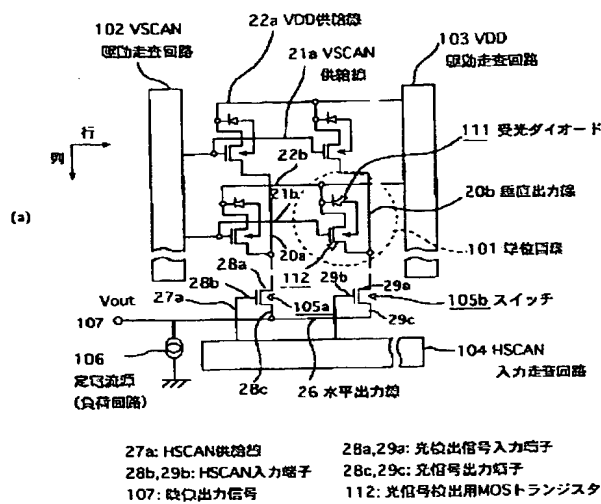 102 VSCAN
駆動走査回路
22a VDD供給線
21a VSCAN
供給線
103 VDD
駆動走査回路
行
列
22b
21b
111 受光ダイオード
20b 垂直出力線
(a)
20a
101 単位画素
28a
112
29b
29a
28b
27a
Vout
105a
105b スイッチ
107
29c
106
定電流源
(負荷回路)
104 HSCAN
入力走査回路
28c
26 水平出力線
27a: HSCAN供給線
28a,29a: 光検出信号入力端子
28b,29b: HSCAN入力端子
28c,29c: 光信号出力端子
107: 映像出力信号
112: 光信号検出用MOSトランジスタ